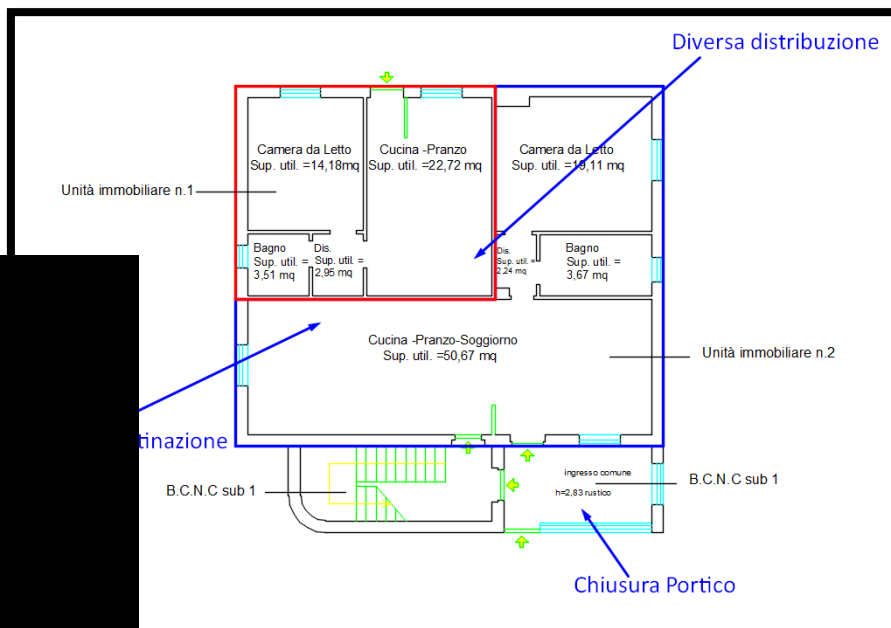 Diversa distribuzione
Camera da Letto
Sup. util. =14,18mq
Cucina -Pranzo
Sup. util. =22,72 mq
Camera da Letto
Sup. util. =19,11 mq
Unità immobiliare n.1
Bagno
Sup. util. =
3,51 mq
Dis.
Sup. util. =
2,95 mq
Dis.
Sup. util. =
2,24 mq
Bagno
Sup. util. =
3,67 mq
Cucina -Pranzo-Soggiorno
Sup. util. =50,67 mq
Unità immobiliare n.2
tinazione
B.C.N.C sub 1
ingresso comune
h=2,83 rustico
B.C.N.C sub 1
Chiusura Portico